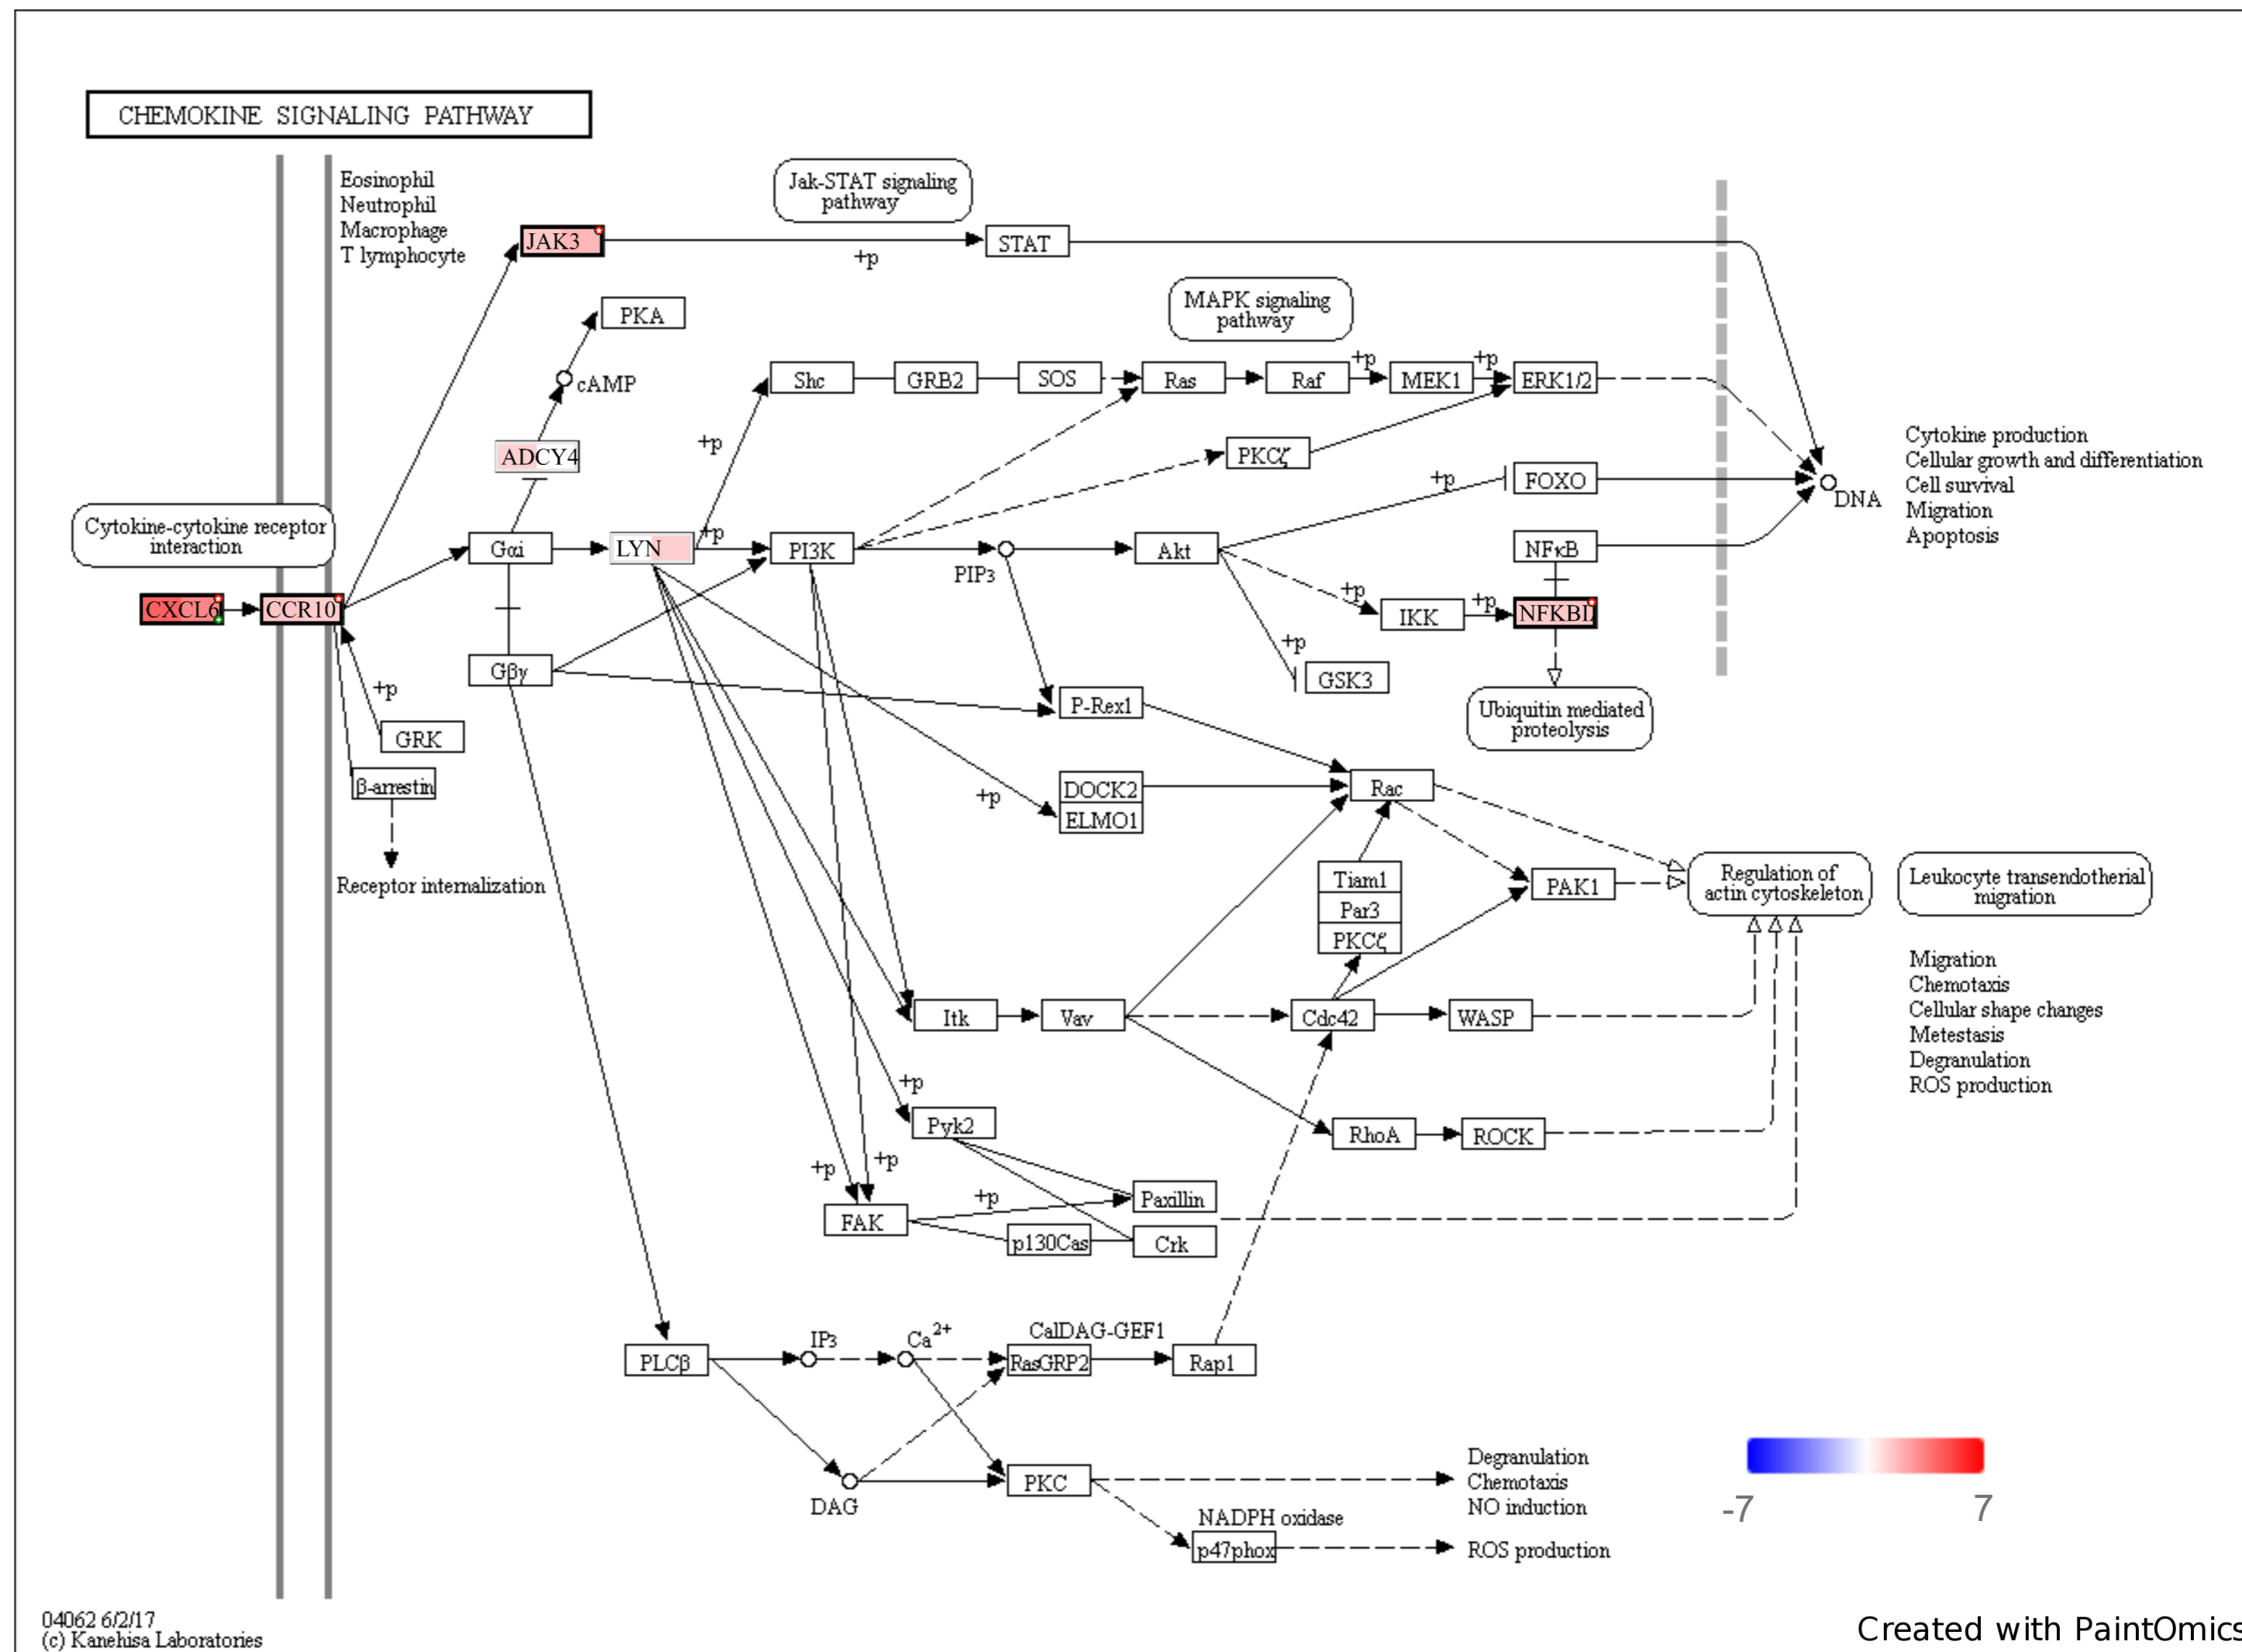 CHEMOKINE SIGNALING PATHWAY
Eosinophil
Neutrophil
Macrophage
T lymphocyte
Jak-STAT signaling
pathway
JAK3
+p
STAT
MAPK signaling
pathway
PKA
cAMP
ADCY4
+p
Shc
GRB2
SOS
Ras
Raf
+p
MEK1
+p
ERK1/2
PKCζ
+p
FOXO
DNA
Cytokine production
Cellular growth and differentiation
Cell survival
Migration
Apoptosis
Cytokine-cytokine receptor
interaction
Gαi
LYN
+p
PI3K
PIP3
Akt
NFκB
+p
IKK
+p
NFKBI
CXCL6
CCR10
+p
GSK3
Gβγ
+p
GRK
P-Rex1
Ubiquitin mediated
proteolysis
β-arrestin
+p
DOCK2
ELMO1
Rac
Receptor internalization
Tiam1
Par3
PKCζ
PAK1
Regulation of
actin cytoskeleton
Leukocyte transendotherial
migration
Itk
Vav
Cdc42
WASP
Migration
Chemotaxis
Cellular shape changes
Metestasis
Degranulation
ROS production
+p
Pyk2
RhoA
ROCK
+p
+p
FAK
+p
Paxillin
p130Cas
Crk
PLCβ
IP3
Ca2+
CalDAG-GEF1
RasGRP2
Rap1
DAG
PKC
Degranulation
Chemotaxis
NO induction
NADPH oxidase
p47phox
ROS production
-7
7
04062 6/2/17
(c) Kanehisa Laboratories
Created with PaintOmics